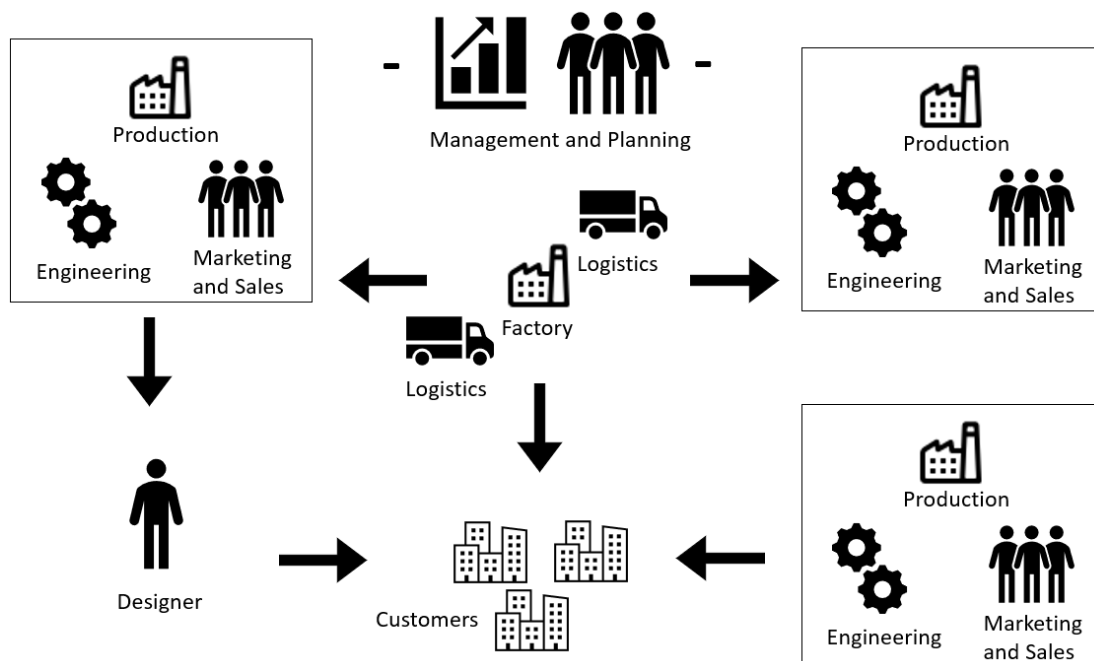 Production
Engineering
Marketing
and Sales
- -
Management and Planning
Logistics
Factory
Logistics
Production
Engineering
Marketing
and Sales
Designer
Customers
Production
Engineering
Marketing
and Sales